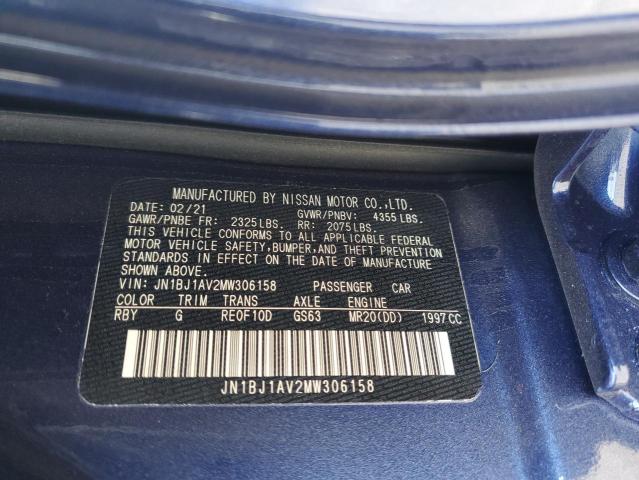 MANUFACTURED BY NISSAN MOTOR CO.,LTD.
DATE: 02/21 GVWR/PNBV: 4355 LBS.
GAWR/PNBE FR: 2325 LBS. RR: 2075 LBS.
THIS VEHICLE CONFORMS TO ALL APPLICABLE FEDERAL
MOTOR VEHICLE SAFETY, BUMPER, AND THEFT PREVENTION
STANDARDS IN EFFECT ON THE DATE OF MANUFACTURE
SHOWN ABOVE.
VIN: JN1BJ1AV2MW306158 PASSENGER CAR
COLOR TRIM TRANS AXLE ENGINE
RBY G RE0F10D GS63 MR20(DD) 1997 CC
JN1BJ1AV2MW306158